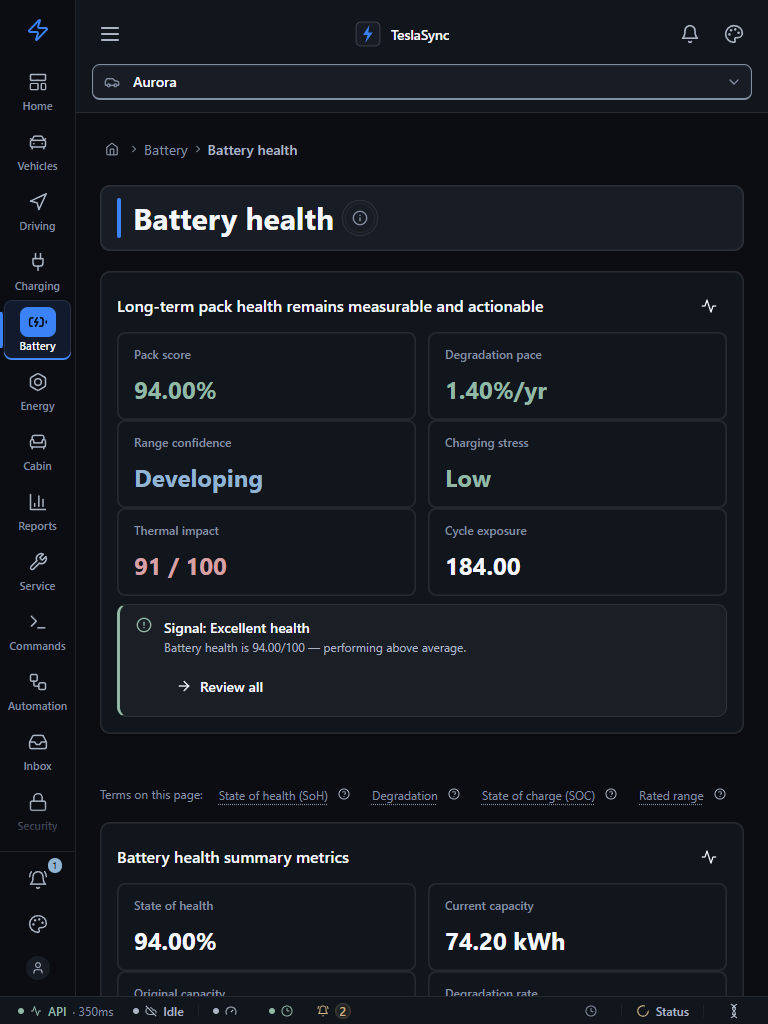 TeslaSync
Aurora
Home
Vehicles
Driving
Charging
Battery
Energy
Cabin
Reports
Service
Commands
Automation
Inbox
Security
1
Battery
Battery health
Battery health
Long-term pack health remains measurable and actionable
Pack score
94.00%
Degradation pace
1.40%/yr
Range confidence
Developing
Charging stress
Low
Thermal impact
91 / 100
Cycle exposure
184.00
Signal: Excellent health
Battery health is 94.00/100 — performing above average.
Review all
Terms on this page: State of health (SoH) Degradation State of charge (SOC) Rated range
Battery health summary metrics
State of health
94.00%
Current capacity
74.20 kWh
Original capacity
Degradation rate
API · 350ms Idle 2 Status